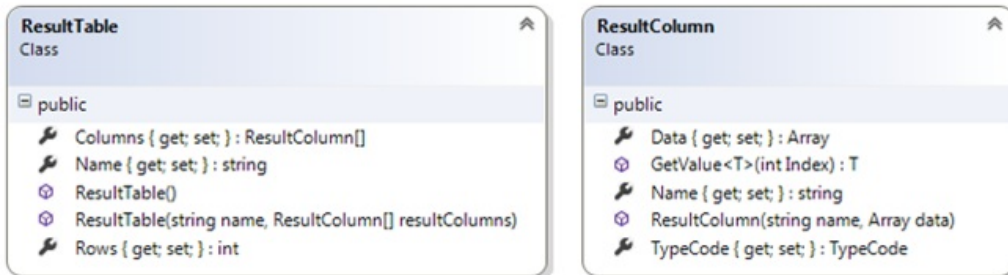 ResultTable
Class
public
Columns { get; set; } : ResultColumn[]
Name { get; set; } : string
ResultTable()
ResultTable(string name, ResultColumn[] resultColumns)
Rows { get; set; } : int
ResultColumn
Class
public
Data { get; set; } : Array
GetValue<T>(int Index) : T
Name { get; set; } : string
ResultColumn(string name, Array data)
TypeCode { get; set; } : TypeCode